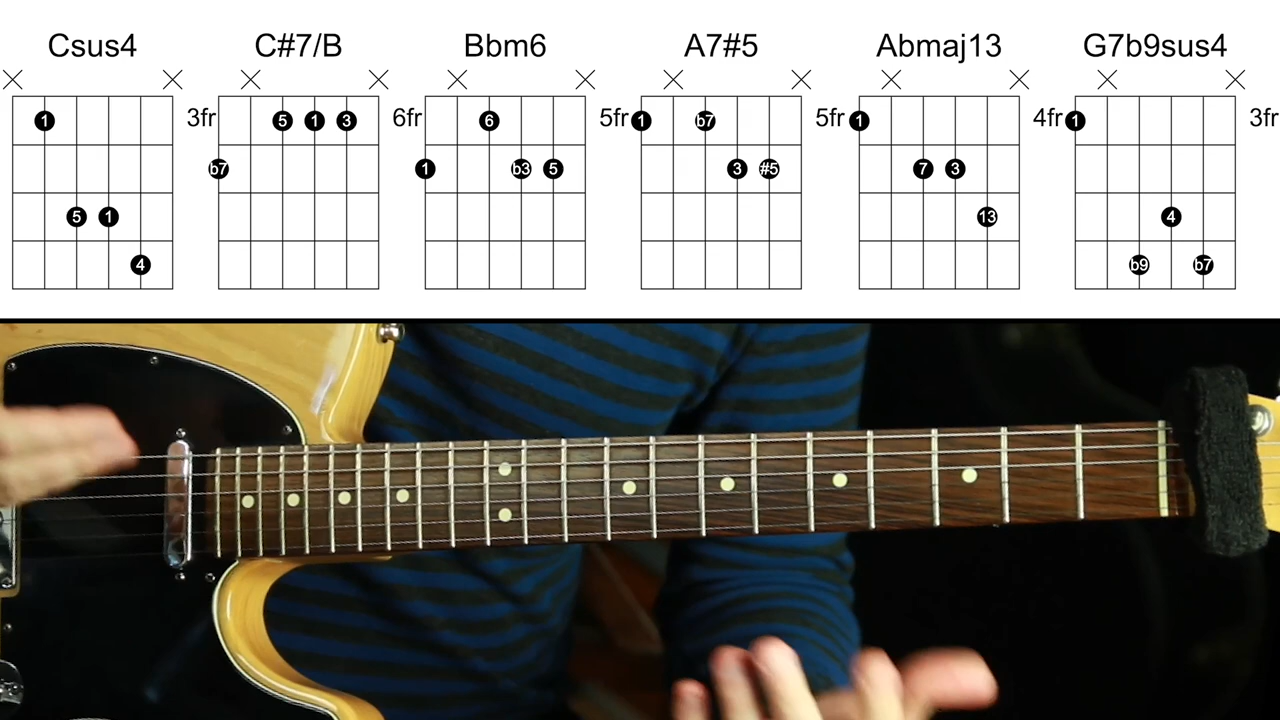 Csus4 C#7/B Bbm6 A7#5 Abmaj13 G7b9sus4
3fr 6fr 5fr 5fr 4fr 3fr
1 5 1 4
5 1 3 b7
6 1 b3 5
1 b7 3 #5
1 7 3 13
1 4 b9 b7